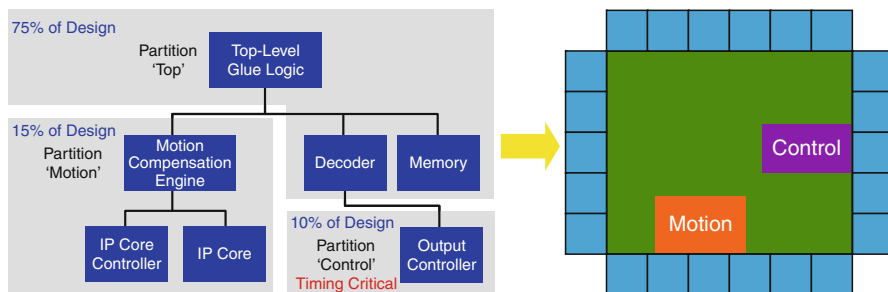 75% of Design
Partition
'Top'
Top-Level
Glue Logic
15% of Design
Partition
'Motion'
Motion
Compensation
Engine
Decoder
Memory
IP Core
Controller
IP Core
10% of Design
Partition
'Control'
Timing Critical
Output
Controller
Control
Motion